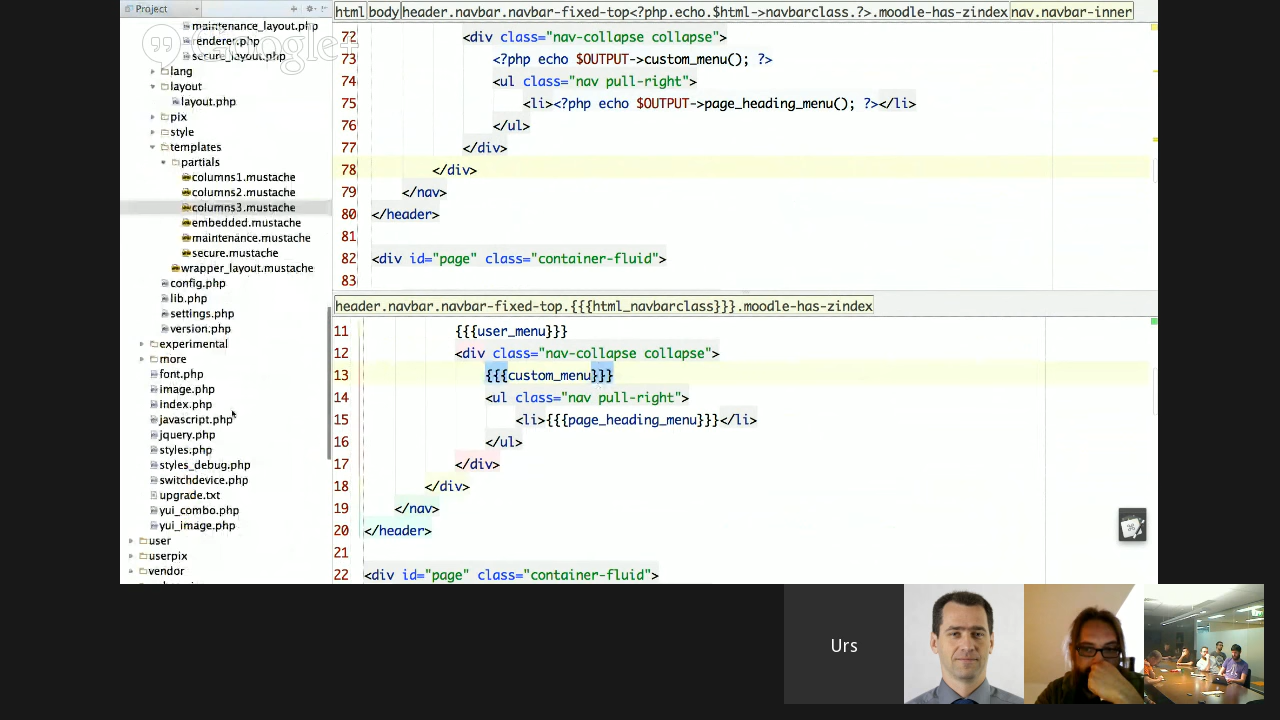 Project
maintenance_layout.php
renderer.php
secure_layout.php
Google+
lang
layout
layout.php
pix
style
templates
partials
columns1.mustache
columns2.mustache
columns3.mustache
embedded.mustache
maintenance.mustache
secure.mustache
wrapper_layout.mustache
config.php
lib.php
settings.php
version.php
experimental
more
font.php
image.php
index.php
javascript.php
jquery.php
styles.php
styles_debug.php
switchdevice.php
upgrade.txt
yui_combo.php
yui_image.php
user
userpix
vendor
html body header.navbar.navbar-fixed-top<?php.echo.$html->navbarclass.?>.moodle-has-zindex nav.navbar-inner
72 <div class="nav-collapse collapse">
73 <?php echo $OUTPUT->custom_menu(); ?>
74 <ul class="nav pull-right">
75 <li><?php echo $OUTPUT->page_heading_menu(); ?></li>
76 </ul>
77 </div>
78 </div>
79 </nav>
80 </header>
81
82 <div id="page" class="container-fluid">
83
header.navbar.navbar-fixed-top.{{{html_navbarclass}}}.moodle-has-zindex
11 {{{user_menu}}}
12 <div class="nav-collapse collapse">
13 {{{custom_menu}}}
14 <ul class="nav pull-right">
15 <li>{{{page_heading_menu}}}</li>
16 </ul>
17 </div>
18 </div>
19 </nav>
20 </header>
21
22 <div id="page" class="container-fluid">
Urs